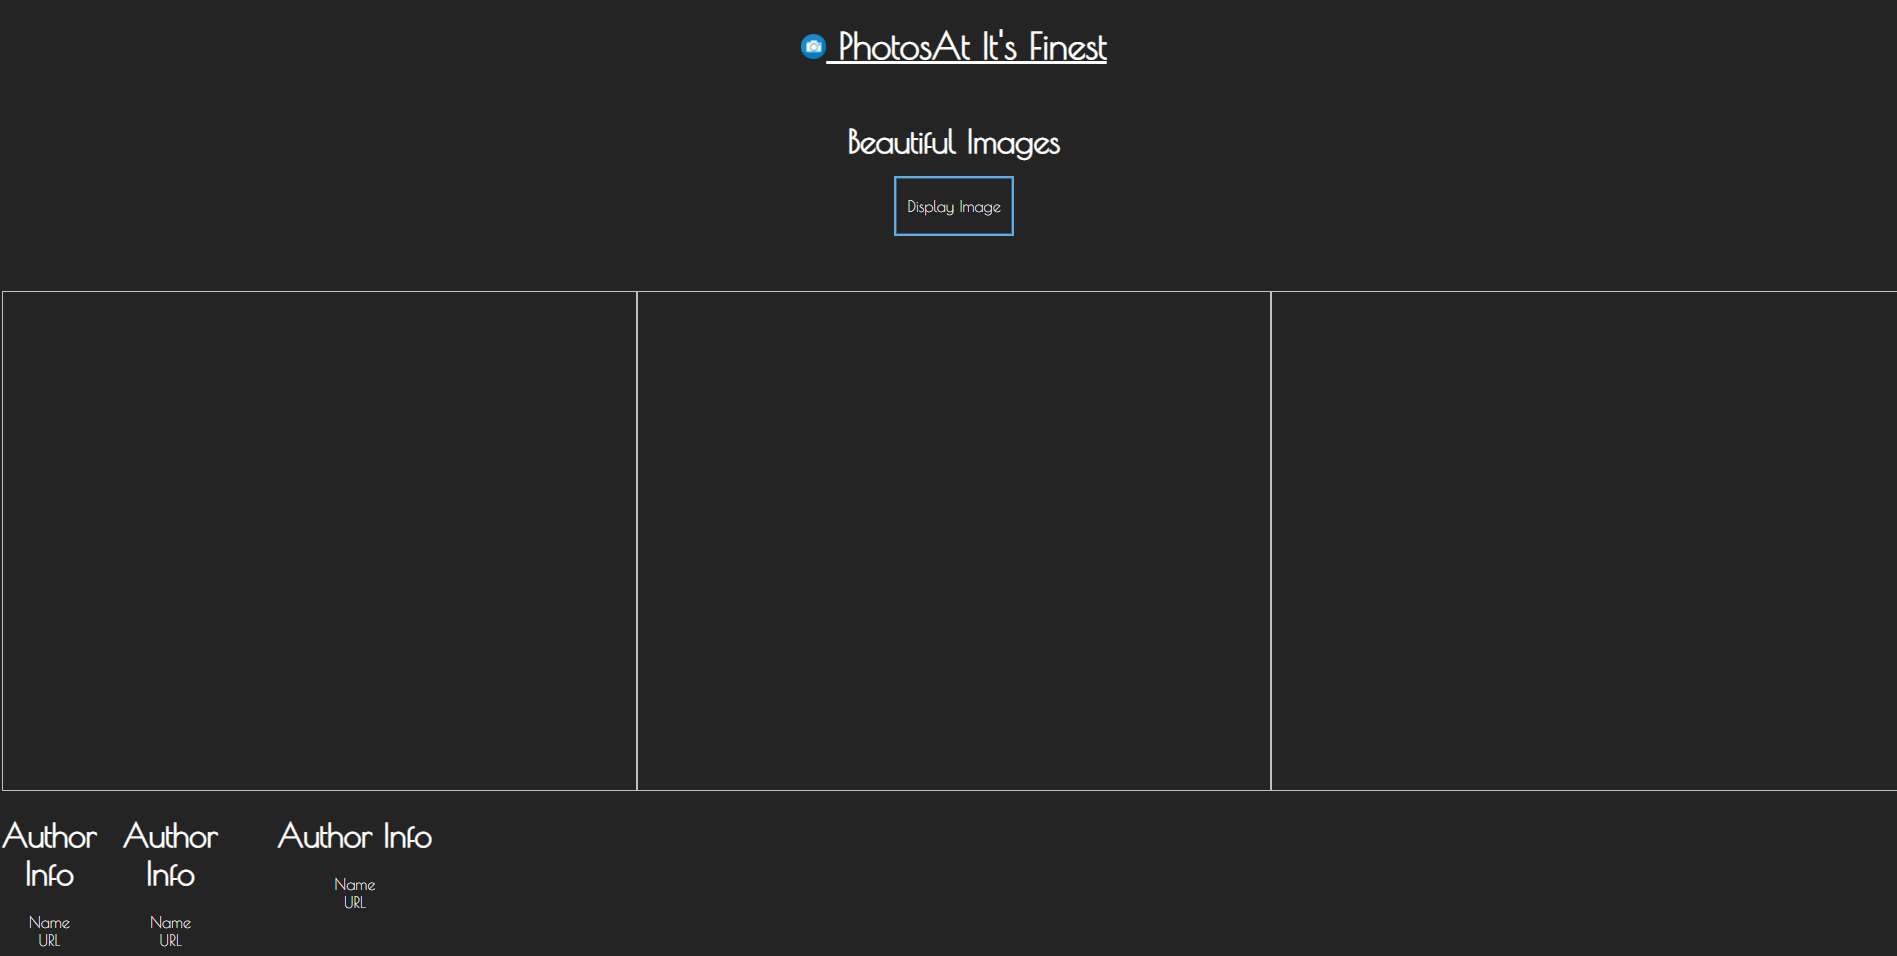 PhotosAt It's Finest
Beautiful Images
Display Image
Author
Info
Name
URL
Author
Info
Name
URL
Author Info
Name
URL